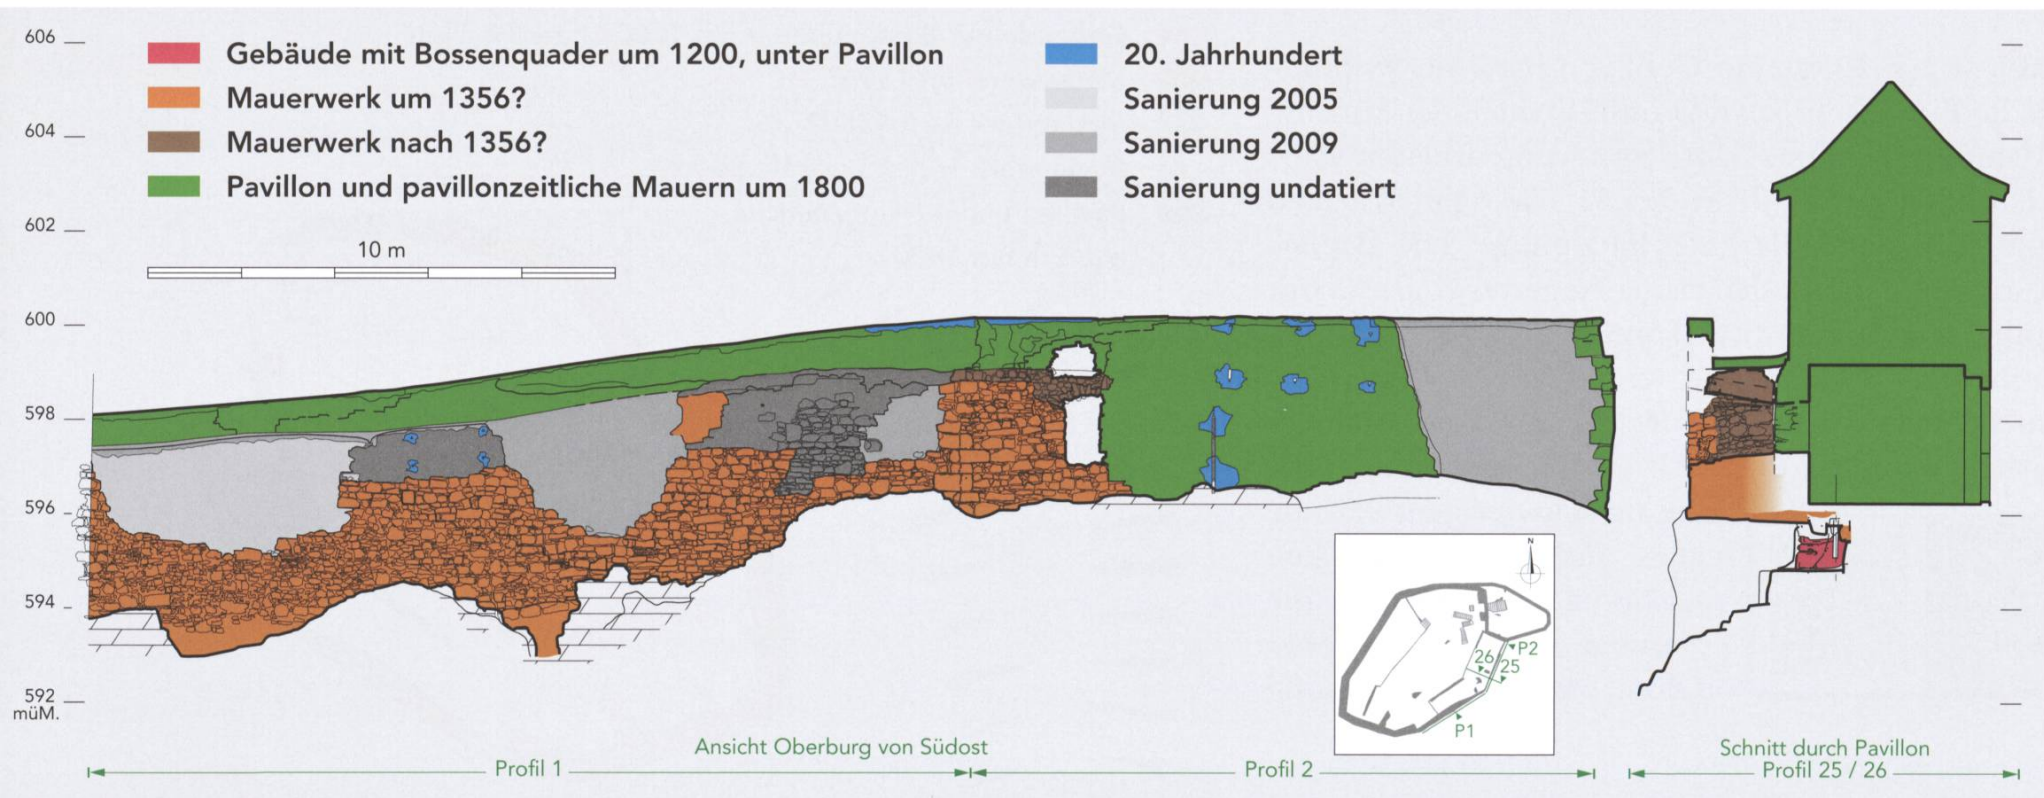 606
604
602
600
598
596
594
592
müM.
Gebäude mit Bossenquader um 1200, unter Pavillon
Mauerwerk um 1356?
Mauerwerk nach 1356?
Pavillon und pavillonzeitliche Mauern um 1800
20. Jahrhundert
Sanierung 2005
Sanierung 2009
Sanierung undatiert
10 m
N
P2
26
25
P1
Ansicht Oberburg von Südost
Profil 1
Profil 2
Schnitt durch Pavillon
Profil 25 / 26